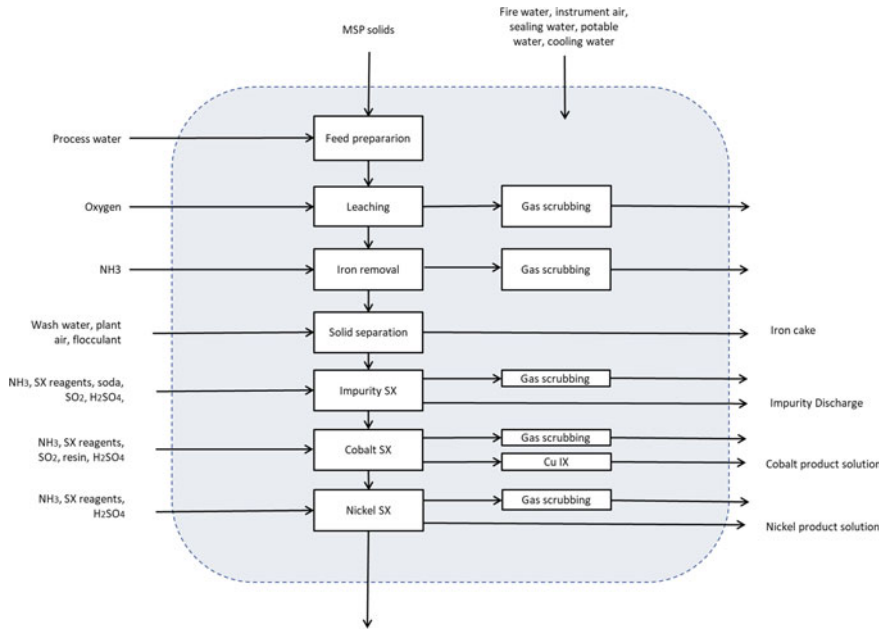 MSP solids
Fire water, instrument air,
sealing water, potable
water, cooling water
Process water
Feed prepararion
Oxygen
Leaching
Gas scrubbing
NH3
Iron removal
Gas scrubbing
Wash water, plant
air, flocculant
Solid separation
Iron cake
NH3, SX reagents, soda,
SO2, H2SO4,
Impurity SX
Gas scrubbing
Impurity Discharge
NH3, SX reagents,
SO2, resin, H2SO4
Cobalt SX
Gas scrubbing
Cu IX
Cobalt product solution
NH3, SX reagents,
H2SO4
Nickel SX
Gas scrubbing
Nickel product solution